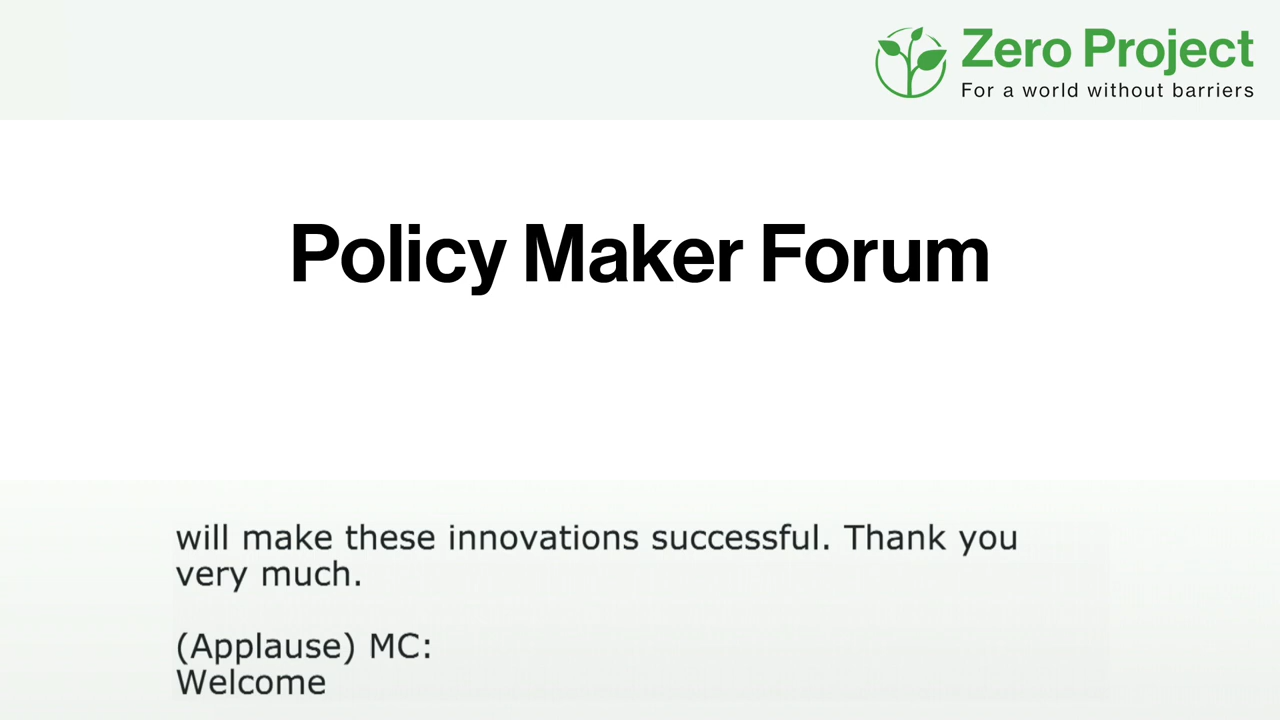 Zero Project
For a world without barriers
Policy Maker Forum
will make these innovations successful. Thank you
very much.
(Applause) MC:
Welcome